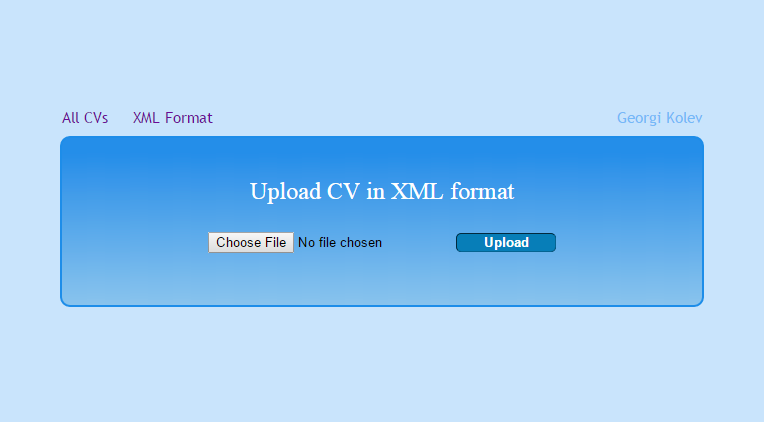 All CVs XML Format Georgi Kolev
Upload CV in XML format
Choose File No file chosen Upload